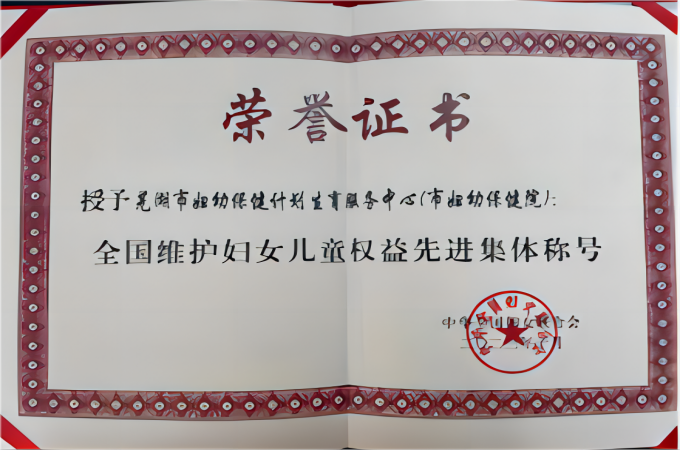 荣誉证书
授予芜湖市妇幼保健计划生育服务中心(市妇幼保健院):
全国维护妇女儿童权益先进集体称号